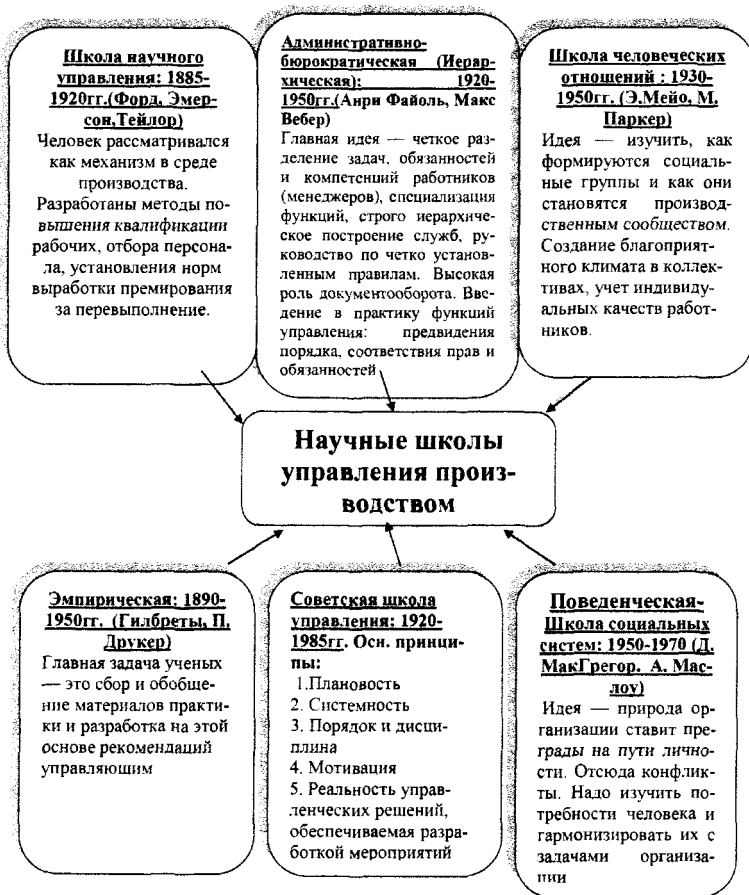 Школа научного
управления: 1885-
1920гг.(Форд, Эмер-
сон,Тейлор)
Человек рассматривался
как механизм в среде
производства.
Разработаны методы по-
вышения квалификации
рабочих, отбора персона-
ла, установления норм
выработки премирования
за перевыполнение.
Административно-
бюрократическая (Иерар-
хическая): 1920-
1950гг.(Анри Файоль, Макс
Вебер)
Главная идея — четкое раз-
деление задач, обязанностей
и компетенций работников
(менеджеров), специализация
функций, строго иерархиче-
ское построение служб, ру-
ководство по четко установ-
ленным правилам. Высокая
роль документооборота. Вве-
дение в практику функций
управления: предвидения
порядка, соответствия прав и
обязанностей
Школа человеческих
отношений : 1930-
1950гг. (Э.Мейо, М.
Паркер)
Идея — изучить, как
формируются социаль-
ные группы и как они
становятся производ-
ственным сообществом.
Создание благоприят-
ного климата в коллек-
тивах, учет индивиду-
альных качеств работ-
ников.
Научные школы
управления произ-
водством
Эмпирическая: 1890-
1950гг. (Гилбреты, П.
Друкер)
Главная задача ученых
— это сбор и обобще-
ние материалов практи-
ки и разработка на этой
основе рекомендаций
управляющим
Советская школа
управления: 1920-
1985гг. Осн. принци-
пы:
1.Плановость
2. Системность
3. Порядок и дисци-
плина
4. Мотивация
5. Реальность управ-
ленческих решений,
обеспечиваемая разра-
боткой мероприятий
Поведенческая-
Школа социальных
систем: 1950-1970 (Д.
МакГрегор. А. Мас-
лоу)
Идея — природа ор-
ганизации ставит пре-
грады на пути лично-
сти. Отсюда конфлик-
ты. Надо изучить по-
требности человека и
гармонизировать их с
задачами организа-
ции